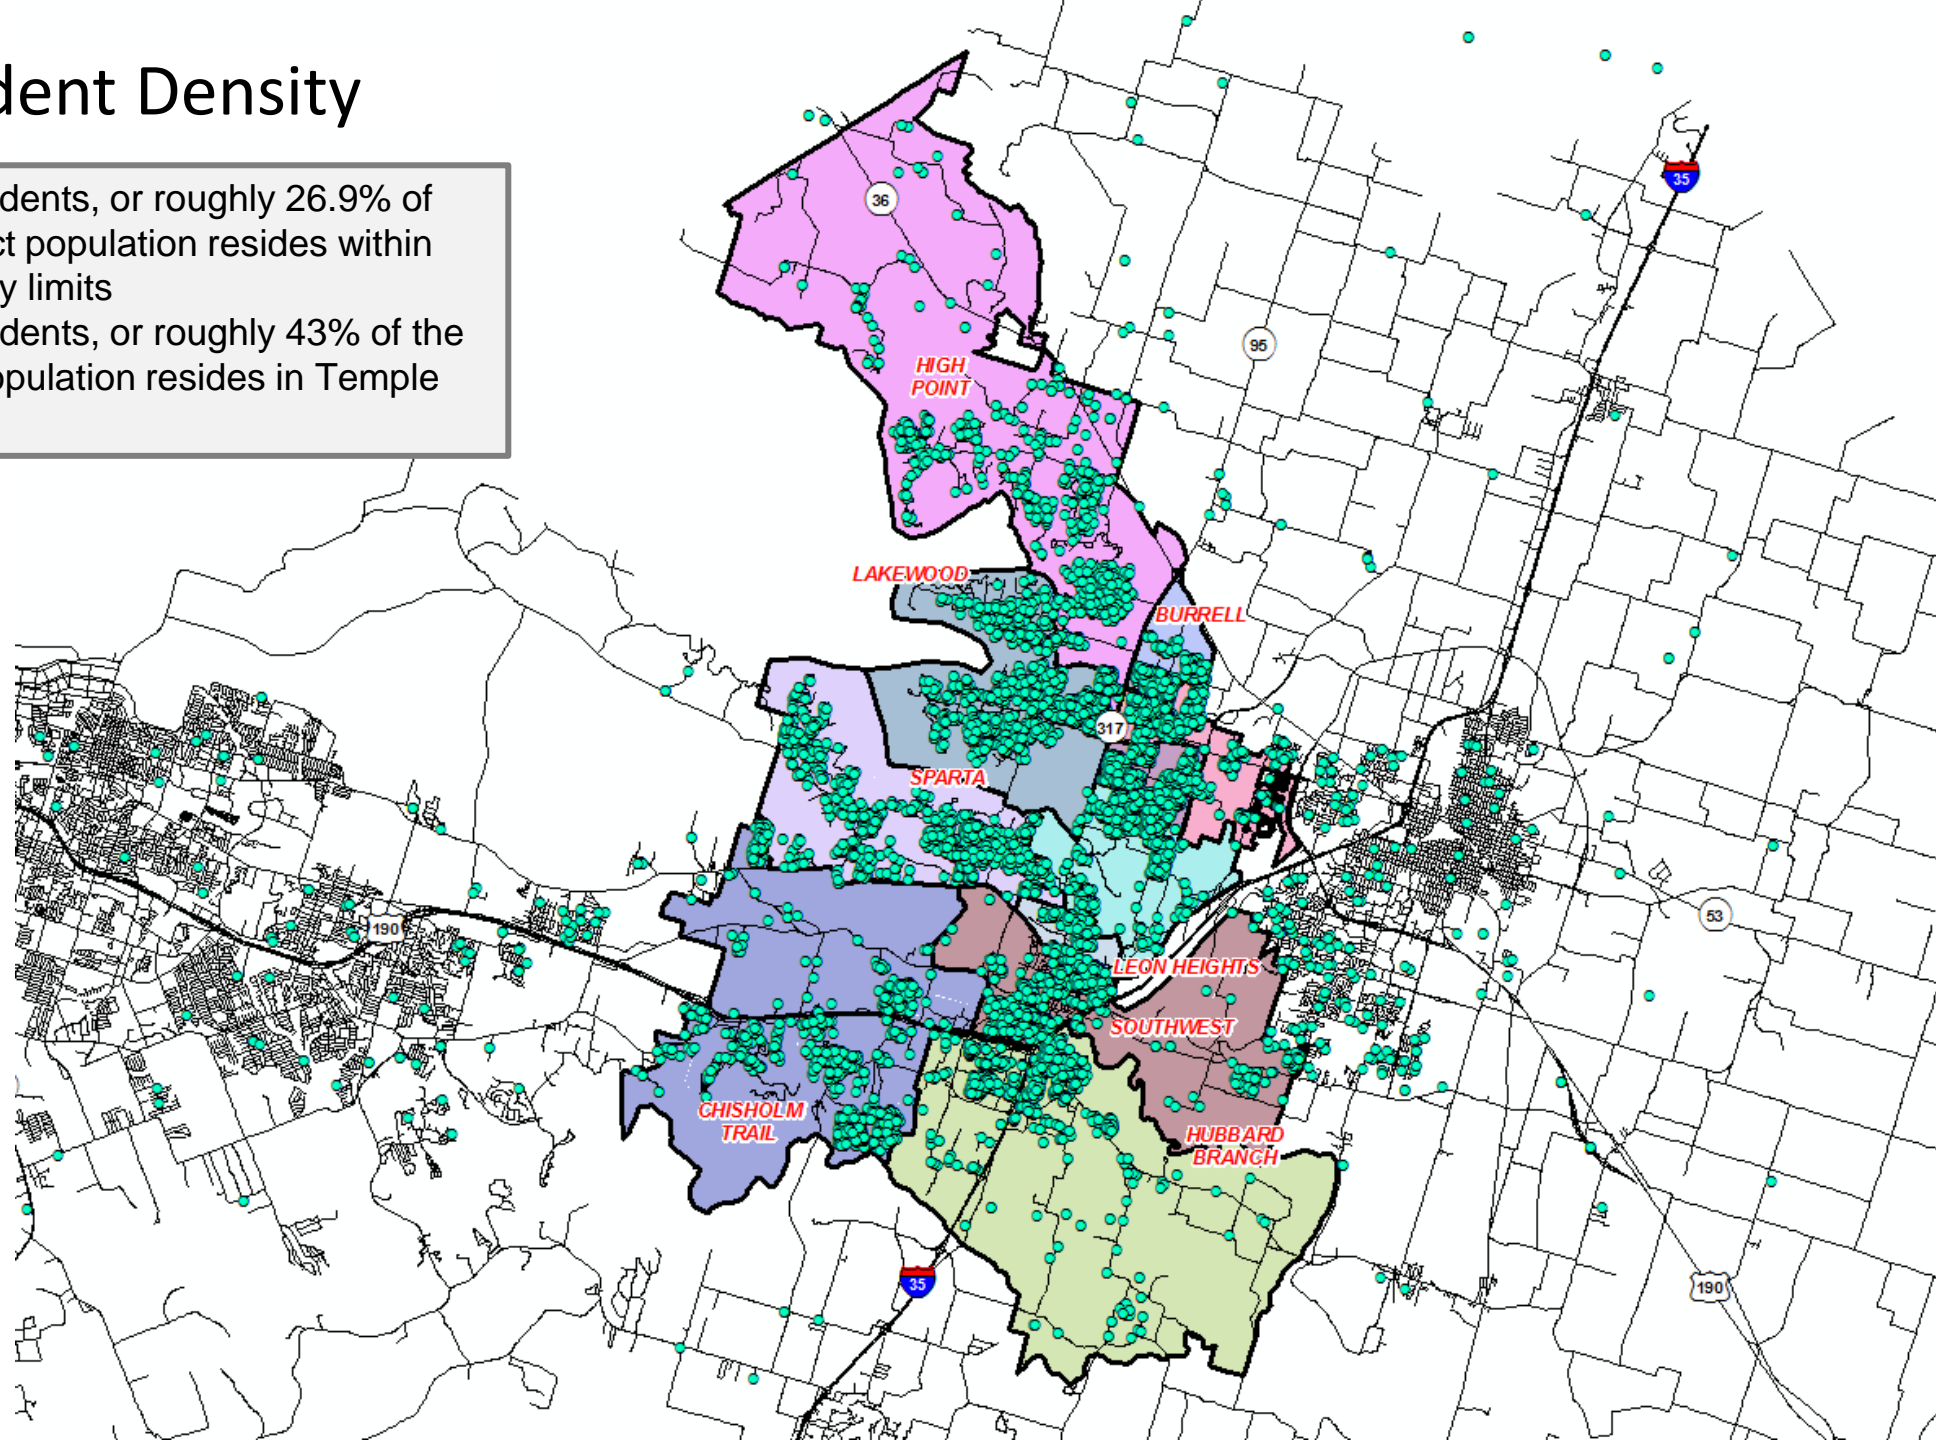 dent Density
dents, or roughly 26.9% of
ct population resides within
y limits
dents, or roughly 43% of the
opulation resides in Temple
35
36
95
HIGH
POINT
LAKEWOOD
BURRELL
317
SPARTA
190
53
LEON HEIGHTS
SOUTHWEST
CHISHOLM
TRAIL
HUBBARD
BRANCH
35
190